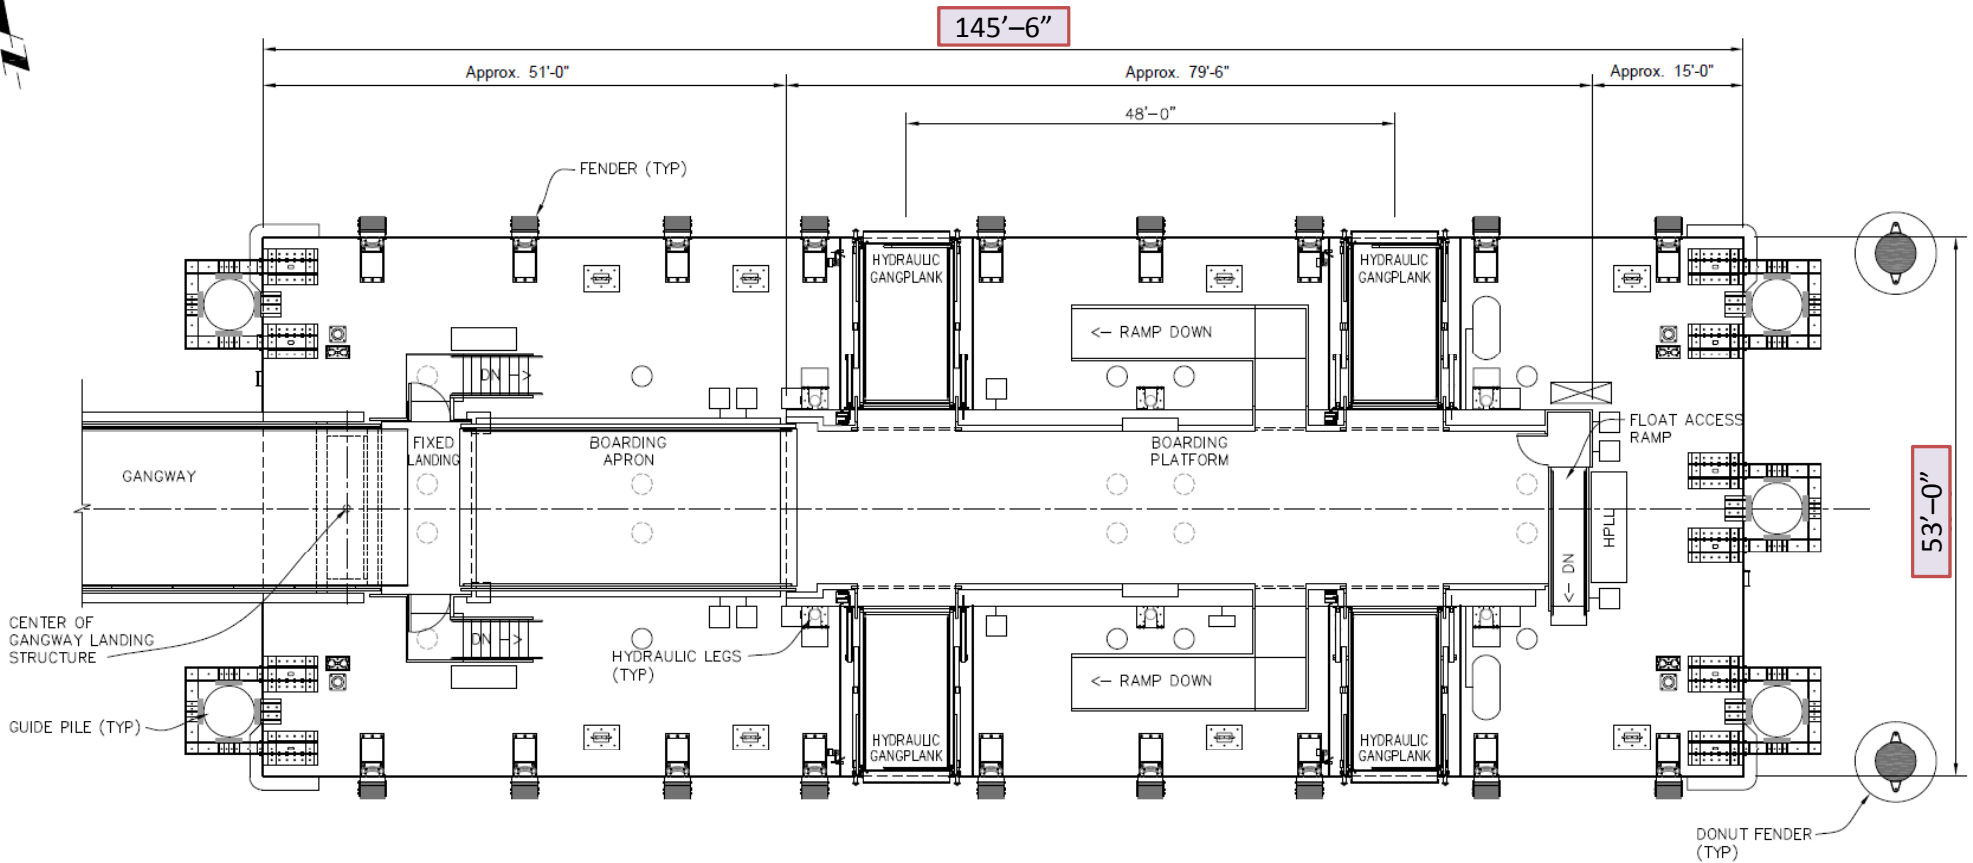 145’–6”
Approx. 51'-0"
Approx. 79'-6"
Approx. 15'-0"
48’–0”
FENDER (TYP)
HYDRAULIC
GANGPLANK
HYDRAULIC
GANGPLANK
<– RAMP DOWN
DN –>
FLOAT ACCESS
RAMP
FIXED
LANDING
BOARDING
APRON
BOARDING
PLATFORM
GANGWAY
53’–0”
HPLL
<– DN
CENTER OF
GANGWAY LANDING
STRUCTURE
DN –>
HYDRAULIC LEGS
(TYP)
<– RAMP DOWN
GUIDE PILE (TYP)
HYDRAULIC
GANGPLANK
HYDRAULIC
GANGPLANK
DONUT FENDER
(TYP)